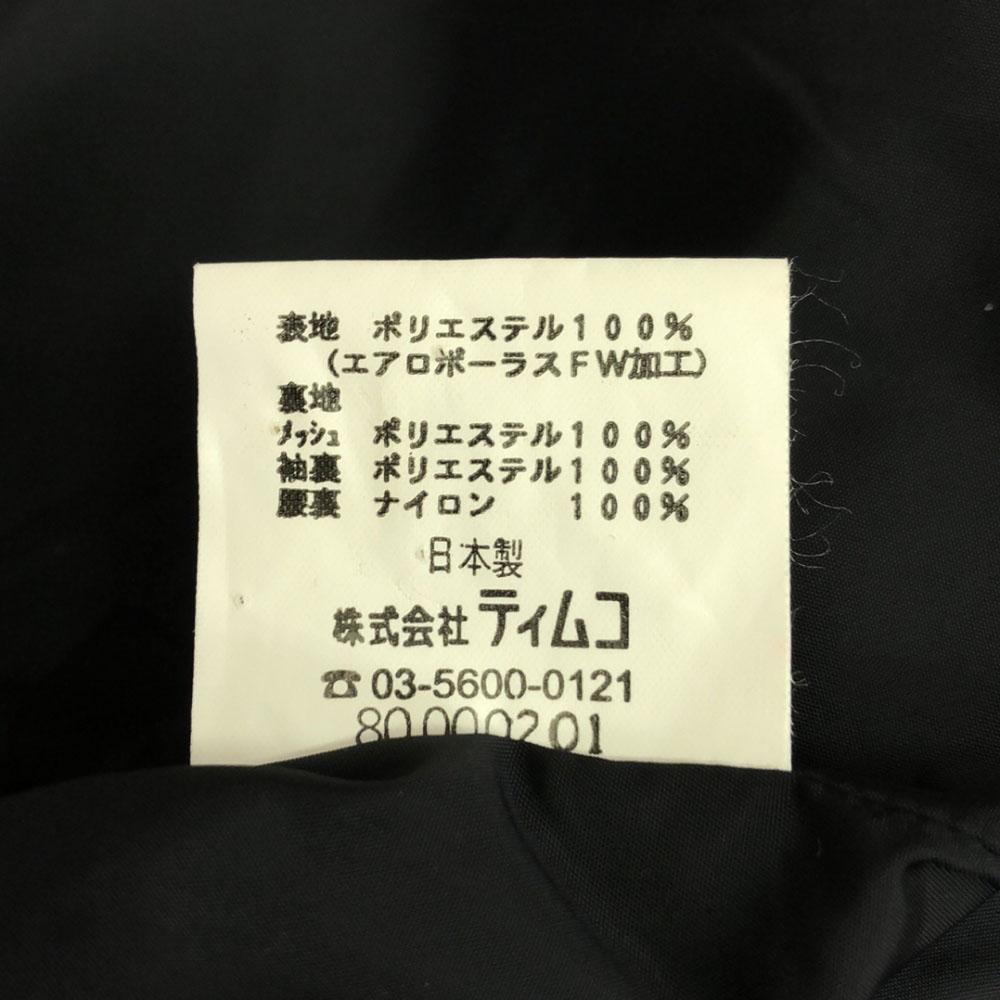 表地 ポリエステル100%
(エアロポーラスFW加工)
裏地
メッシュ ポリエステル100%
袖裏 ポリエステル100%
腰裏 ナイロン 100%
日本製
株式会社ティムコ
☎03-5600-0121
80000201